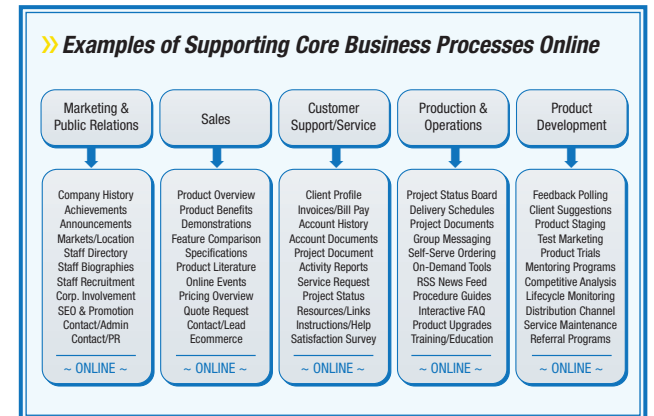 » Examples of Supporting Core Business Processes Online
Marketing &
Public Relations
Sales
Customer
Support/Service
Production &
Operations
Product
Development
Company History
Achievements
Announcements
Markets/Location
Staff Directory
Staff Biographies
Staff Recruitment
Corp. Involvement
SEO & Promotion
Contact/Admin
Contact/PR
~ ONLINE ~
Product Overview
Product Benefits
Demonstrations
Feature Comparison
Specifications
Product Literature
Online Events
Pricing Overview
Quote Request
Contact/Lead
Ecommerce
~ ONLINE ~
Client Profile
Invoices/Bill Pay
Account History
Account Documents
Project Document
Activity Reports
Service Request
Project Status
Resources/Links
Instructions/Help
Satisfaction Survey
~ ONLINE ~
Project Status Board
Delivery Schedules
Project Documents
Group Messaging
Self-Serve Ordering
On-Demand Tools
RSS News Feed
Procedure Guides
Interactive FAQ
Product Upgrades
Training/Education
~ ONLINE ~
Feedback Polling
Client Suggestions
Product Staging
Test Marketing
Product Trials
Mentoring Programs
Competitive Analysis
Lifecycle Monitoring
Distribution Channel
Service Maintenance
Referral Programs
~ ONLINE ~